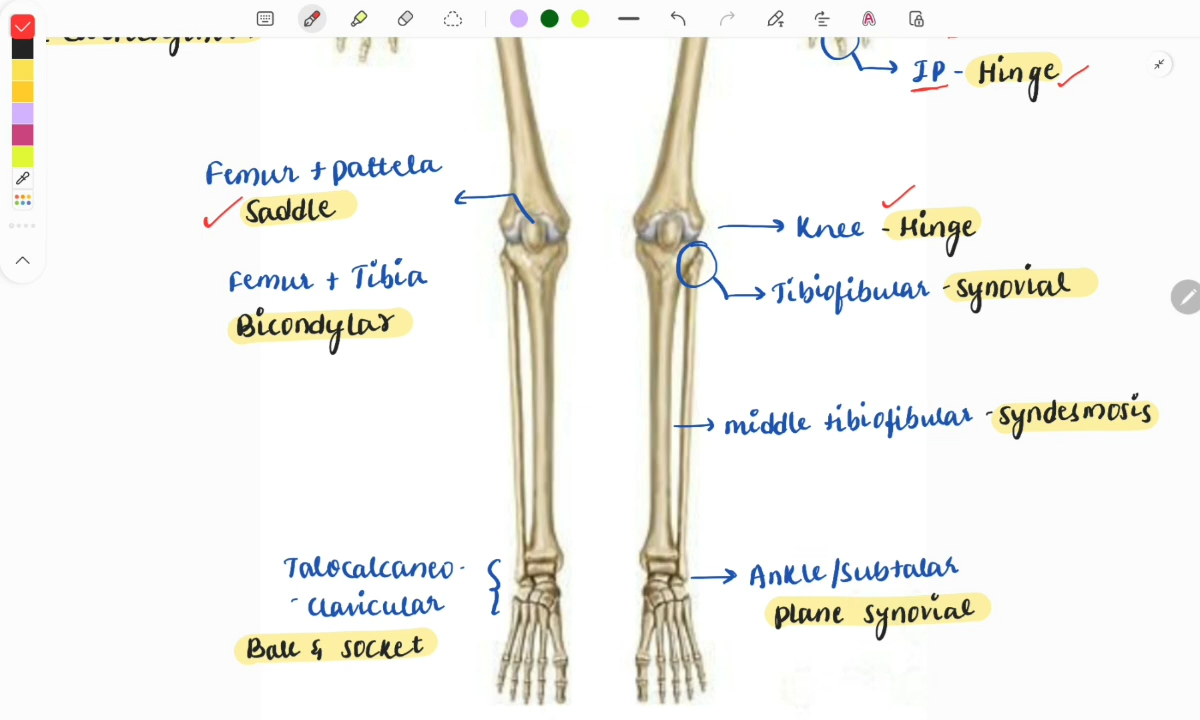 IP - Hinge
Femur + pattela
Saddle
Knee - Hinge
Femur + Tibia
Bicondylar
Tibiofibular - synovial
middle tibiofibular - syndesmosis
Talocalcaneo-
- clavicular
Ball & socket
Ankle/subtalar
plane synovial